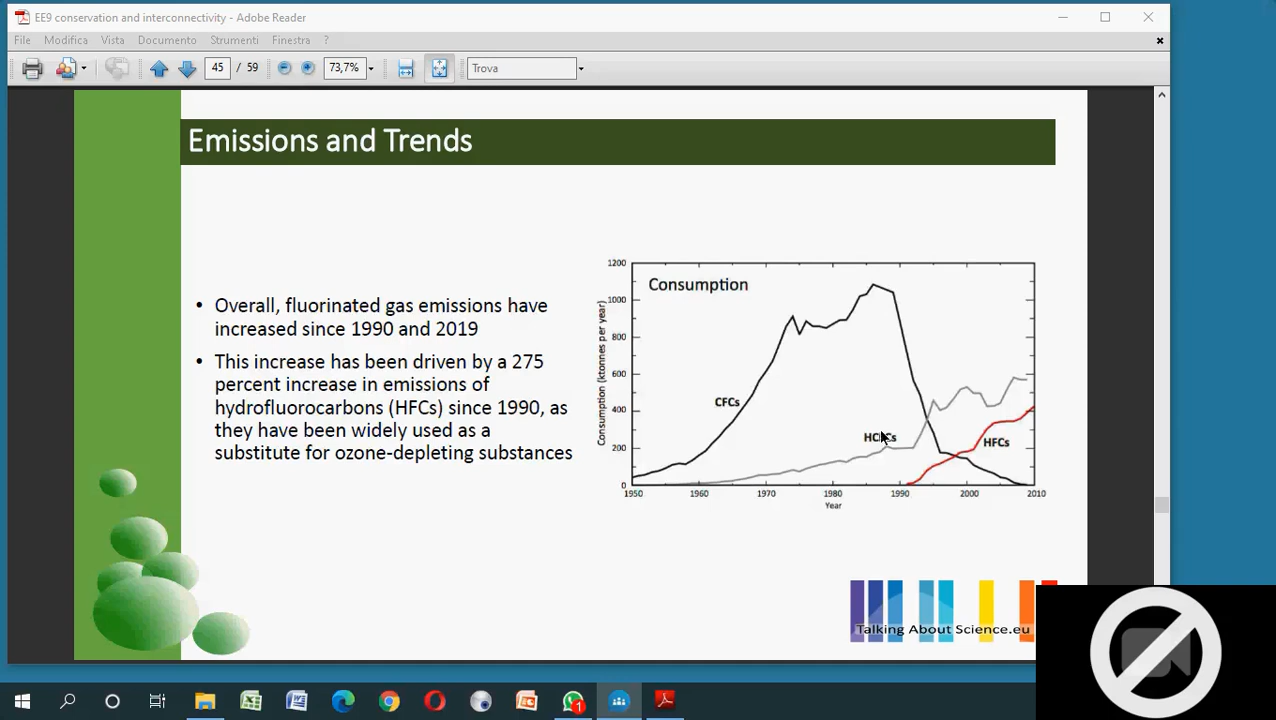 EE9 conservation and interconnectivity - Adobe Reader
File Modifica Vista Documento Strumenti Finestra ?
45 / 59 73,7% Trova
Emissions and Trends
• Overall, fluorinated gas emissions have
increased since 1990 and 2019
• This increase has been driven by a 275
percent increase in emissions of
hydrofluorocarbons (HFCs) since 1990, as
they have been widely used as a
substitute for ozone-depleting substances
Consumption
Consumption (ktonnes per year)
1200
1000
800
600
400
200
0
CFCs
HCFCs
HFCs
1950 1960 1970 1980 1990 2000 2010
Year
Talking About Science.eu
1